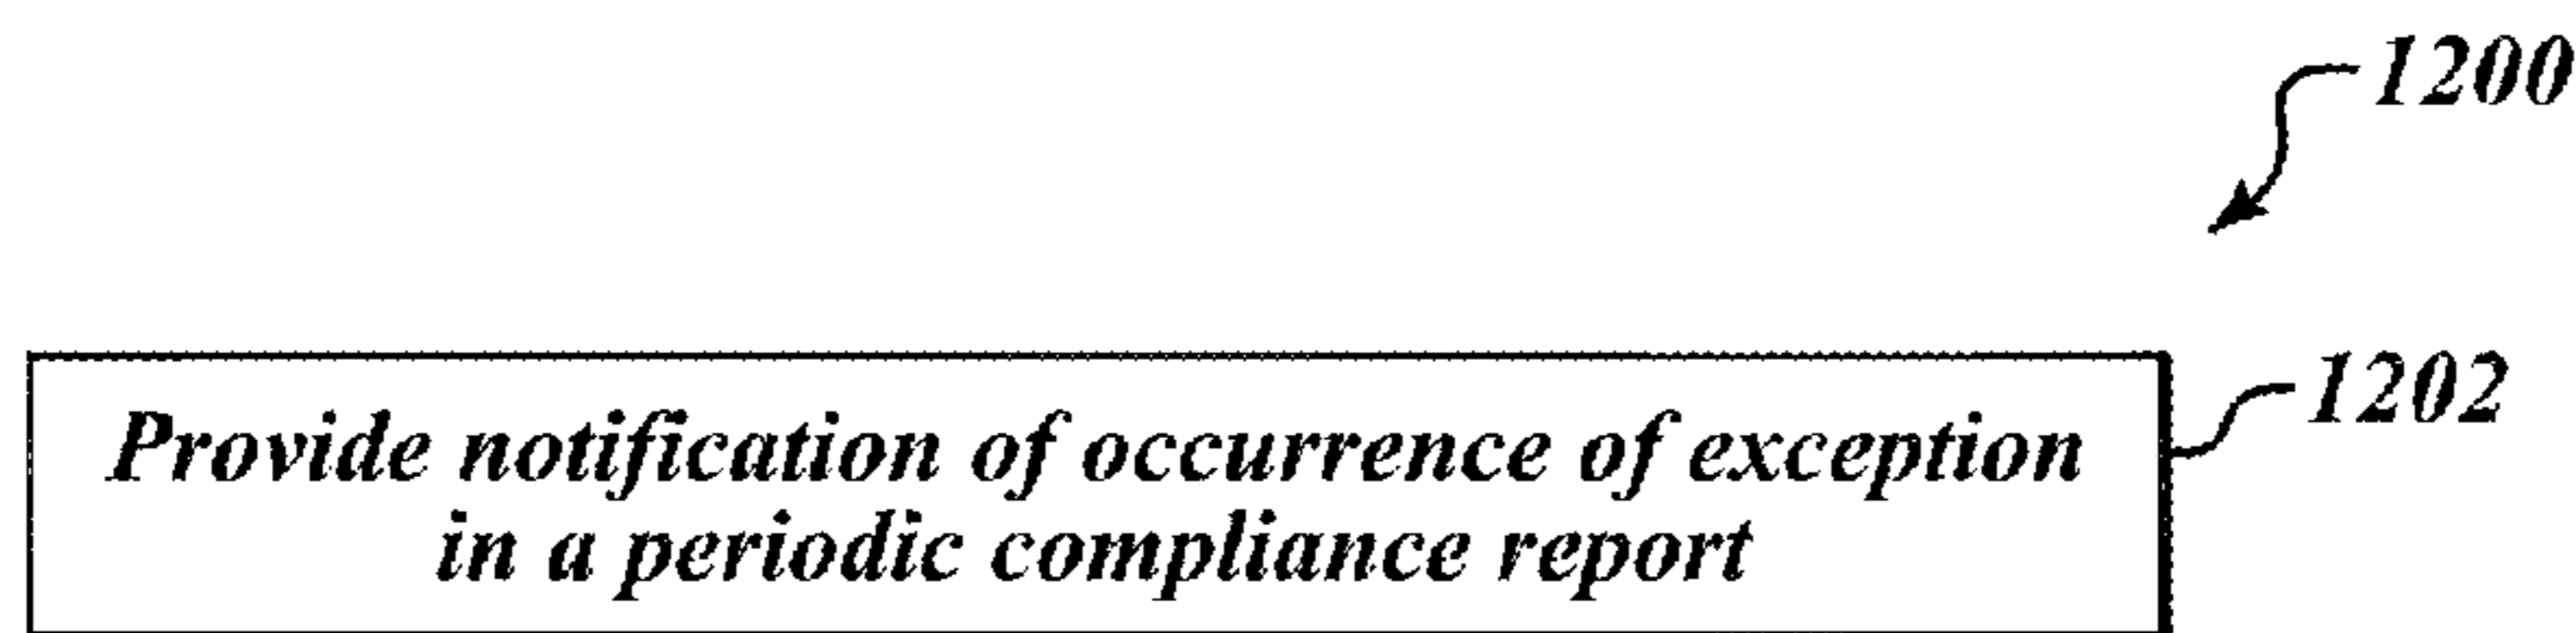 1200
1202
Provide notification of occurrence of exception
in a periodic compliance report